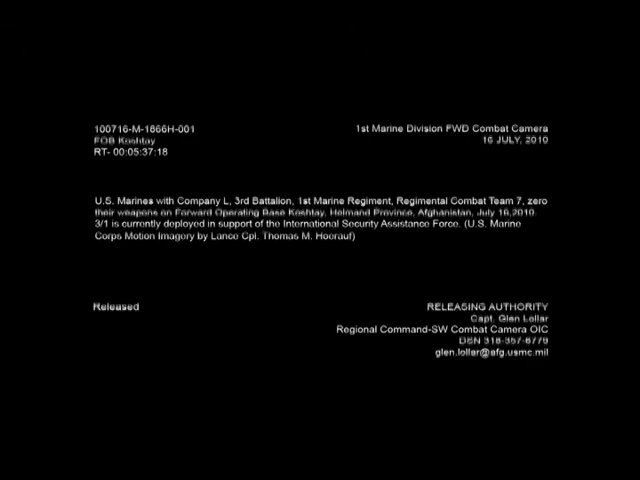 100716-M-1866H-001
1st Marine Division FWD Combat Camera
FOB Koshtay
16 JULY, 2010
RT- 00:05:37:18
U.S. Marines with Company L, 3rd Battalion, 1st Marine Regiment, Regimental Combat Team 7, zero
their weapons on Forward Operating Base Koshtay, Helmand Province, Afghanistan, July 16,2010.
3/1 is currently deployed in support of the International Security Assistance Force. (U.S. Marine
Corps Motion Imagery by Lance Cpl. Thomas M. Hoorauf)
Released
RELEASING AUTHORITY
Capt. Glen Lollar
Regional Command-SW Combat Camera OIC
DSN 318-357-6779
glen.lollar@afg.usmc.mil